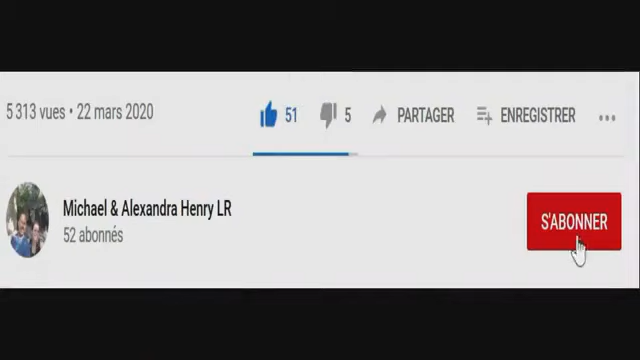 5 313 vues • 22 mars 2020 51 5 PARTAGER ENREGISTRER
Michael & Alexandra Henry LR
52 abonnés
S'ABONNER